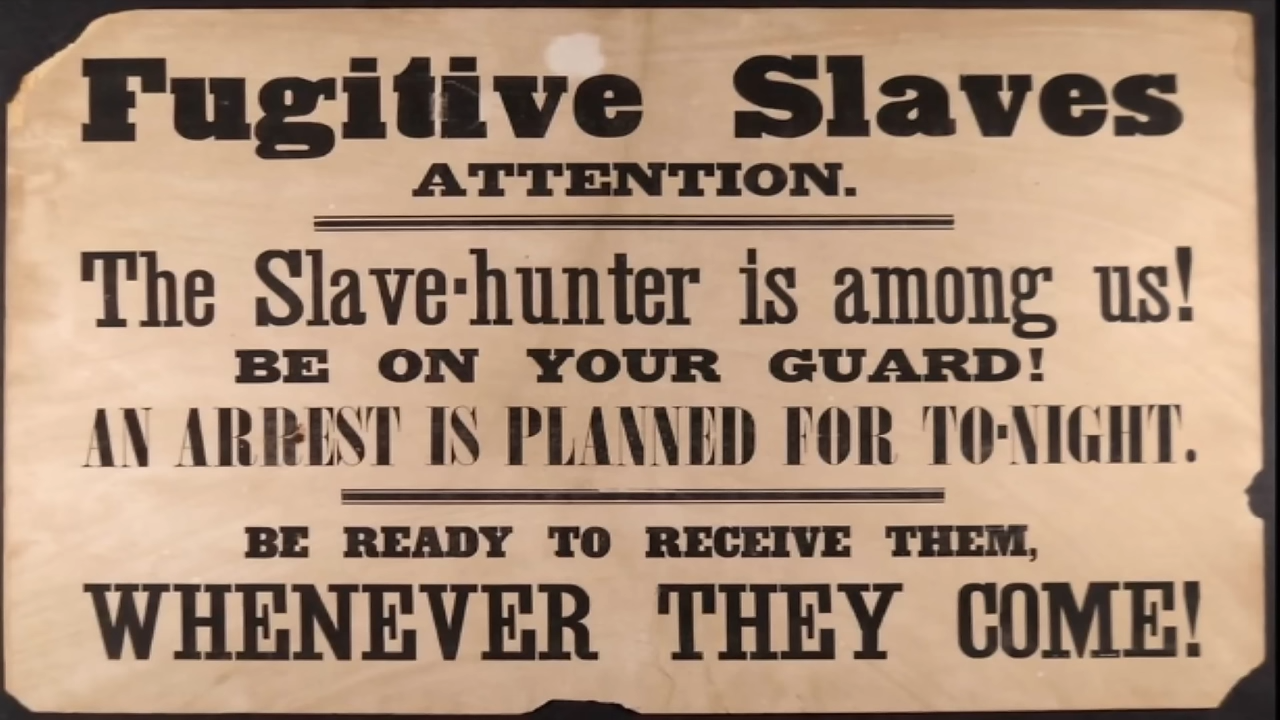 Fugitive Slaves
ATTENTION.
The Slave-hunter is among us!
BE ON YOUR GUARD!
AN ARREST IS PLANNED FOR TO-NIGHT.
BE READY TO RECEIVE THEM,
WHENEVER THEY COME!